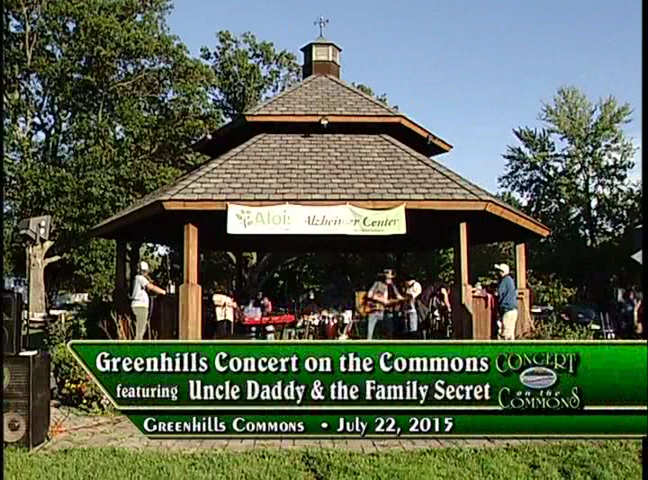 Alois Alzheimer Center
Greenhills Concert on the Commons
featuring Uncle Daddy & the Family Secret
Greenhills Commons • July 22, 2015
CONCERT
on the
COMMONS